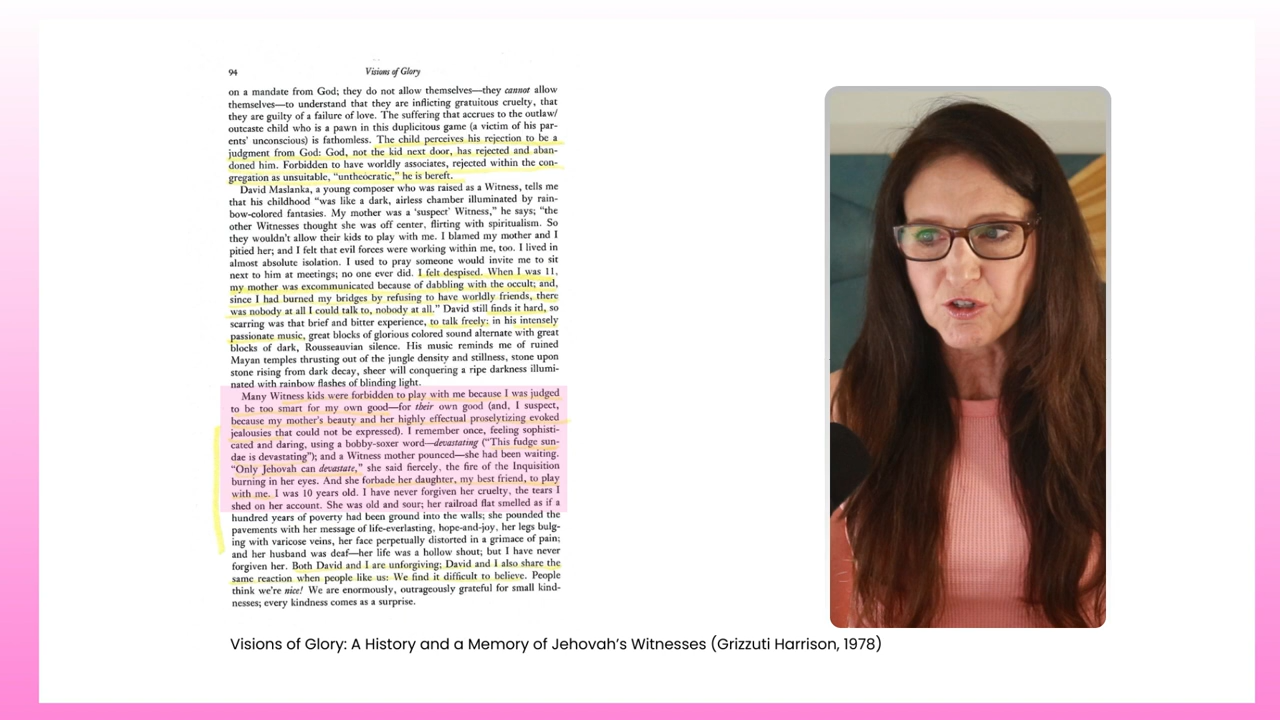 94
Visions of Glory
on a mandate from God; they do not allow themselves—they cannot allow
themselves—to understand that they are inflicting gratuitous cruelty, that
they are guilty of a failure of love. The suffering that accrues to the outlaw/
outcaste child who is a pawn in this duplicitous game (a victim of his par-
ents' unconscious) is fathomless. The child perceives his rejection to be a
judgment from God: God, not the kid next door, has rejected and aban-
doned him. Forbidden to have worldly associates, rejected within the con-
gregation as unsuitable, "untheocratic," he is bereft.
David Maslanka, a young composer who was raised as a Witness, tells me
that his childhood "was like a dark, airless chamber illuminated by rain-
bow-colored fantasies. My mother was a 'suspect' Witness," he says; "the
other Witnesses thought she was off center, flirting with spiritualism. So
they wouldn't allow their kids to play with me. I blamed my mother and I
pitied her; and I felt that evil forces were working within me, too. I lived in
almost absolute isolation. I used to pray someone would invite me to sit
next to him at meetings; no one ever did. I felt despised. When I was 11,
my mother was excommunicated because of dabbling with the occult; and,
since I had burned my bridges by refusing to have worldly friends, there
was nobody at all I could talk to, nobody at all." David still finds it hard, so
scarring was that brief and bitter experience, to talk freely: in his intensely
passionate music, great blocks of glorious colored sound alternate with great
blocks of dark, Rousseauvian silence. His music reminds me of ruined
Mayan temples thrusting out of the jungle density and stillness, stone upon
stone rising from dark decay, sheer will conquering a ripe darkness illumi-
nated with rainbow flashes of blinding light.
Many Witness kids were forbidden to play with me because I was judged
to be too smart for my own good—for their own good (and, I suspect,
because my mother's beauty and her highly effectual proselytizing evoked
jealousies that could not be expressed). I remember once, feeling sophisti-
cated and daring, using a bobby-soxer word—devastating ("This fudge sun-
dae is devastating"); and a Witness mother pounced—she had been waiting.
"Only Jehovah can devastate," she said fiercely, the fire of the Inquisition
burning in her eyes. And she forbade her daughter, my best friend, to play
with me. I was 10 years old. I have never forgiven her cruelty, the tears I
shed on her account. She was old and sour; her railroad flat smelled as if a
hundred years of poverty had been ground into the walls; she pounded the
pavements with her message of life-everlasting, hope-and-joy, her legs bulg-
ing with varicose veins, her face perpetually distorted in a grimace of pain;
and her husband was deaf—her life was a hollow shout; but I have never
forgiven her. Both David and I are unforgiving; David and I also share the
same reaction when people like us: We find it difficult to believe. People
think we're nice! We are enormously, outrageously grateful for small kind-
nesses; every kindness comes as a surprise.
Visions of Glory: A History and a Memory of Jehovah's Witnesses (Grizzuti Harrison, 1978)